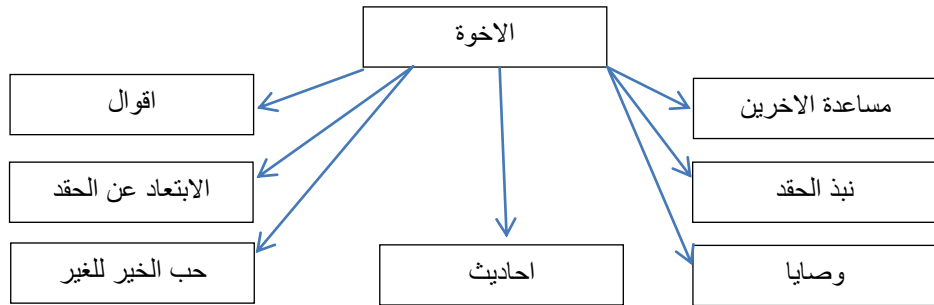 الاخوة
مساعدة الاخرين
اقوال
نبذ الحقد
الابتعاد عن الحقد
وصايا
احاديث
حب الخير للغير